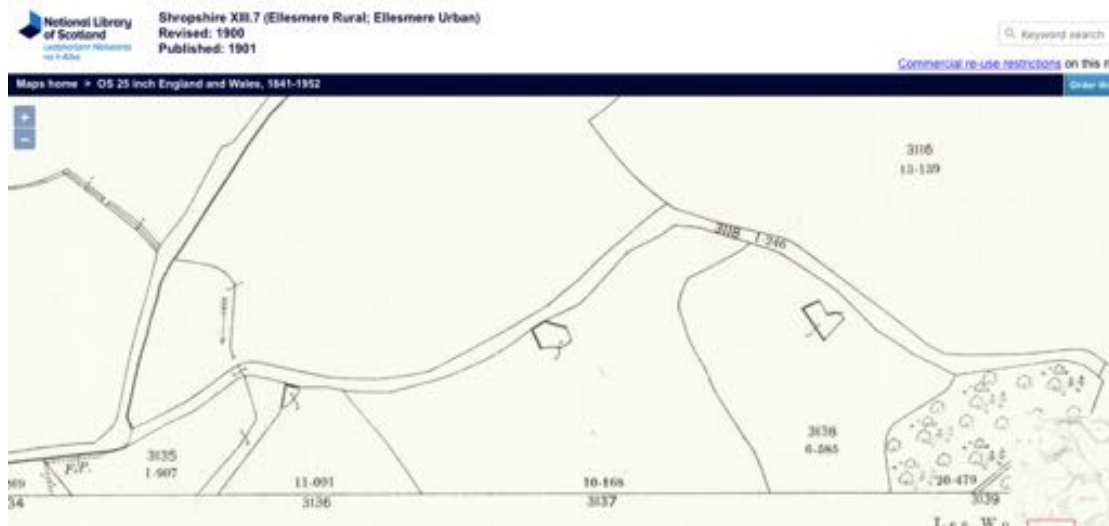 National Library
of Scotland
Shropshire XIII.7 (Ellesmere Rural; Ellesmere Urban)
Revised: 1900
Published: 1901
Keyword search
Commercial re-use restrictions on this
Maps home > OS 25 inch England and Wales, 1841-1952
Order
+
−
3116
13·139
3118 1·246
3135
1·907
F.P.
3138
6·585
11·091
10·168
20·479
34
3136
3137
3139